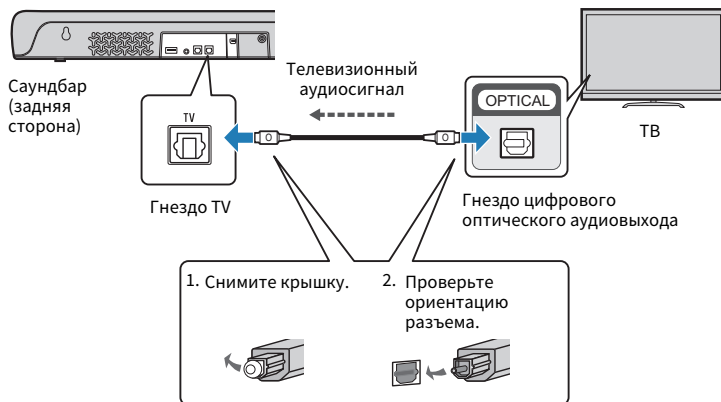 Саундбар
(задняя
сторона)
TV
Гнездо TV
Телевизионный
аудиосигнал
OPTICAL
ТВ
Гнездо цифрового
оптического аудиовыхода
1. Снимите крышку.
2. Проверьте
ориентацию
разъема.